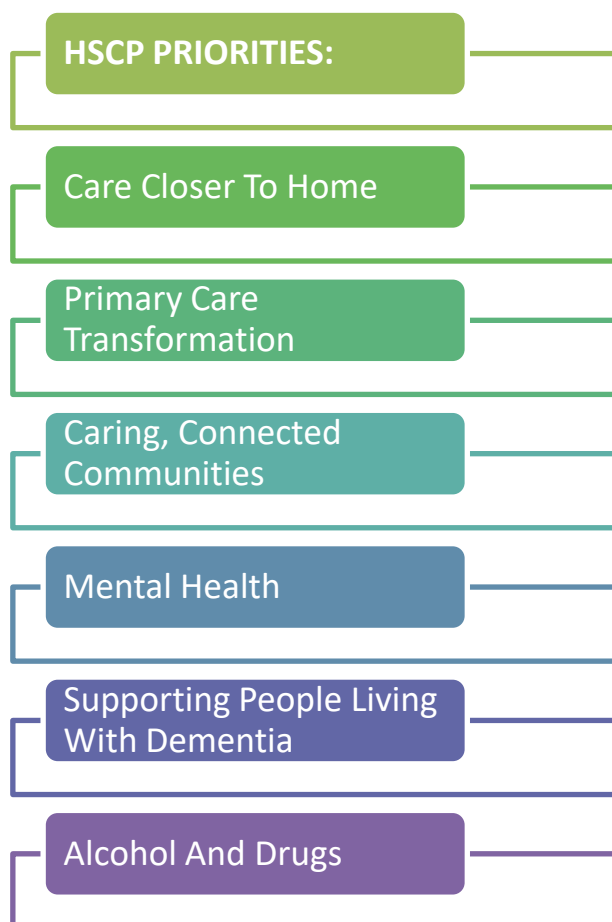 HSCP PRIORITIES:
Care Closer To Home
Primary Care
Transformation
Caring, Connected
Communities
Mental Health
Supporting People Living
With Dementia
Alcohol And Drugs